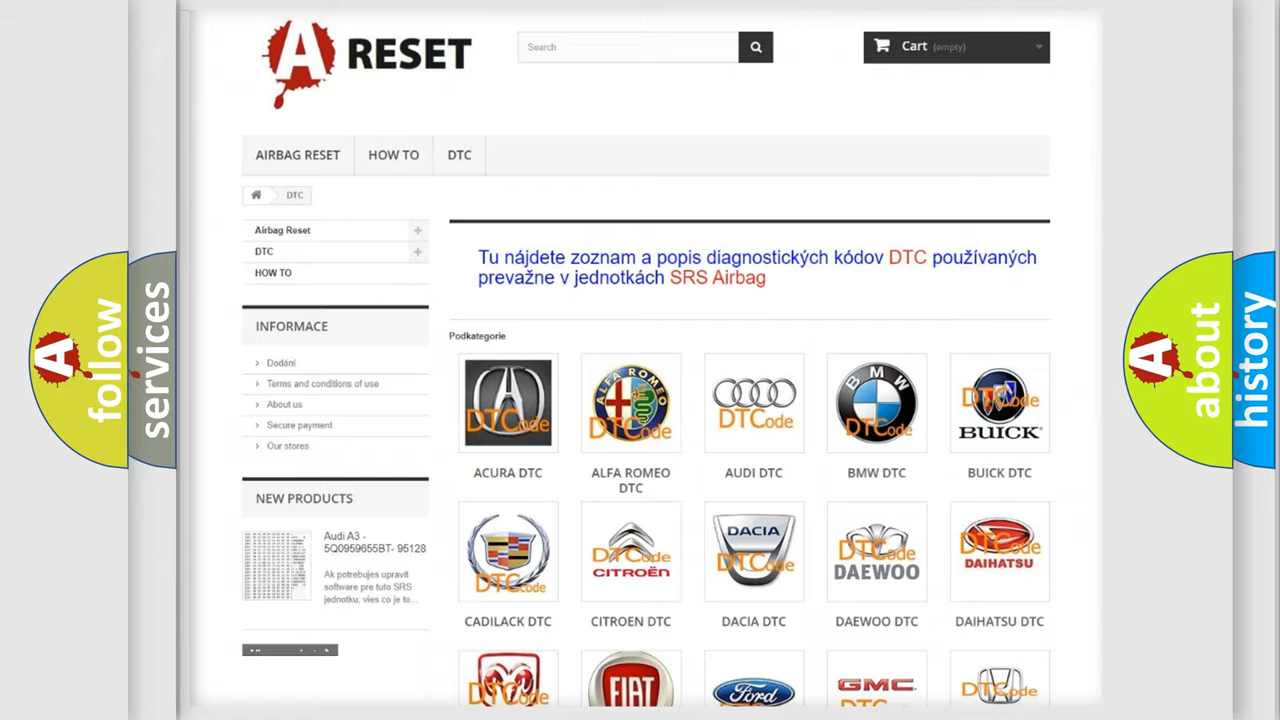 A RESET
Search
Cart (empty)
AIRBAG RESET
HOW TO
DTC
DTC
Airbag Reset
DTC
HOW TO
INFORMACE
Dodání
Terms and conditions of use
About us
Secure payment
Our stores
NEW PRODUCTS
Audi A3 -
5Q0959655BT- 95128
Ak potrebujes upravit
software pre tuto SRS
jednotku, vies co je to...
Tu nájdete zoznam a popis diagnostických kódov DTC používaných
prevažne v jednotkách SRS Airbag
Podkategorie
DTCode
ALFA ROMEO
DTCode
DTCode
BMW
DTCode
DTCode
BUICK
ACURA DTC
ALFA ROMEO
DTC
AUDI DTC
BMW DTC
BUICK DTC
DTCode
DTCode
CITROËN
DACIA
DTCode
DTCode
DAEWOO
DTCode
DAIHATSU
CADILACK DTC
CITROEN DTC
DACIA DTC
DAEWOO DTC
DAIHATSU DTC
DTCode
FIAT
Ford
GMC
DTCode
A follow
services
A about
history